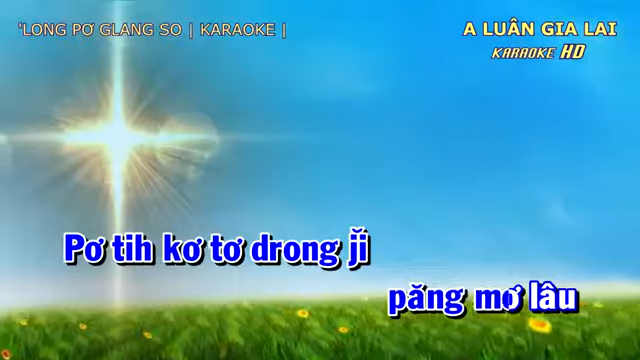 'LONG PƠ GLANG SO | KARAOKE |
A LUÂN GIA LAI
KARAOKE HD
Pơ tih kơ tơ drong jĭ
păng mơ lâu